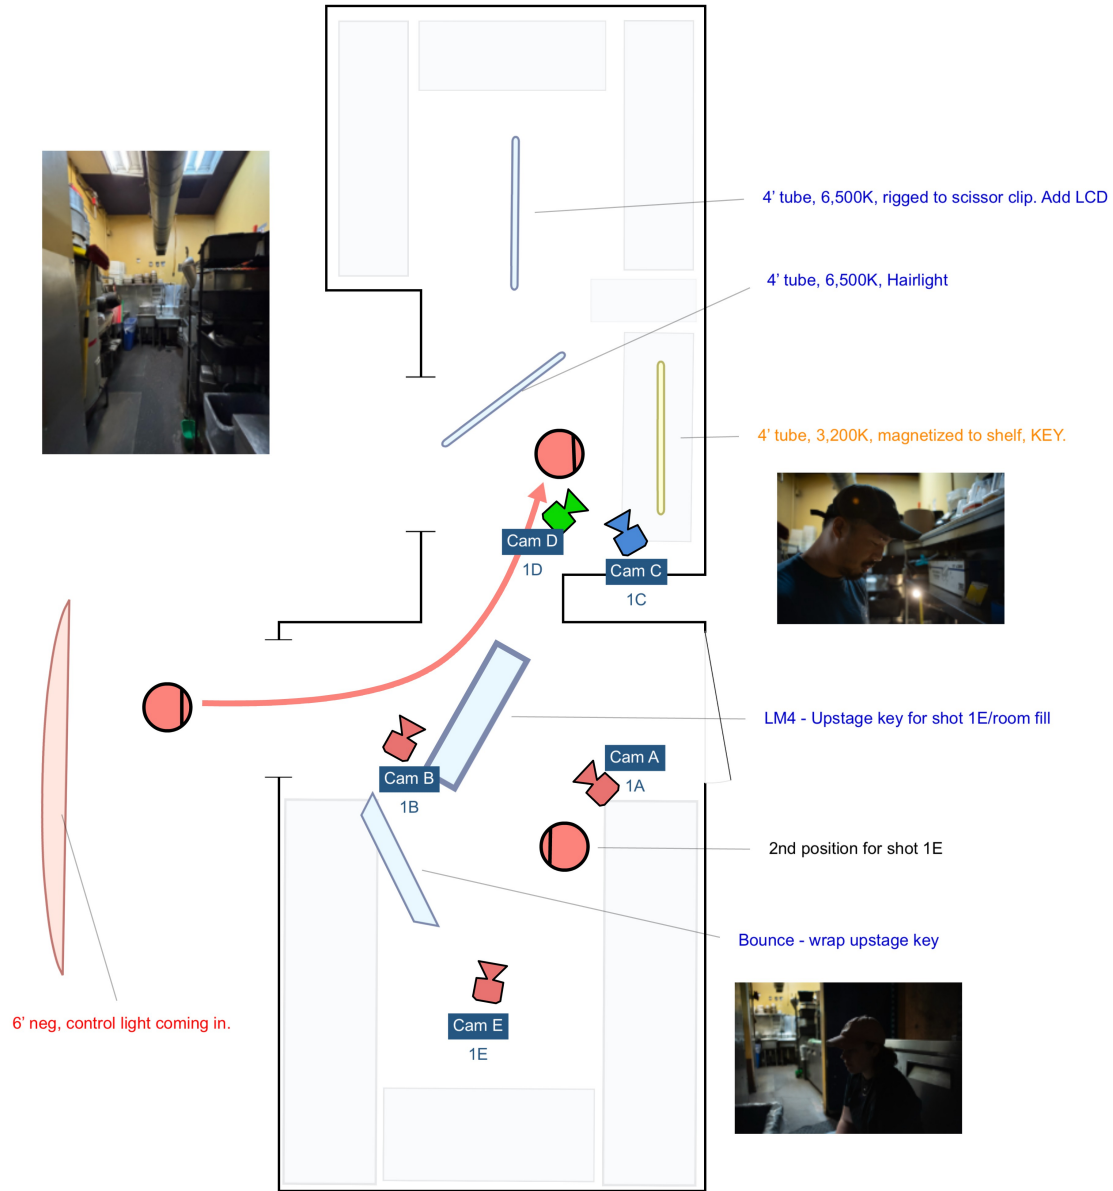 4’ tube, 6,500K, rigged to scissor clip. Add LCD
4’ tube, 6,500K, Hairlight
4’ tube, 3,200K, magnetized to shelf, KEY.
Cam D
1D
Cam C
1C
LM4 - Upstage key for shot 1E/room fill
Cam A
1A
Cam B
1B
2nd position for shot 1E
Bounce - wrap upstage key
6’ neg, control light coming in.
Cam E
1E